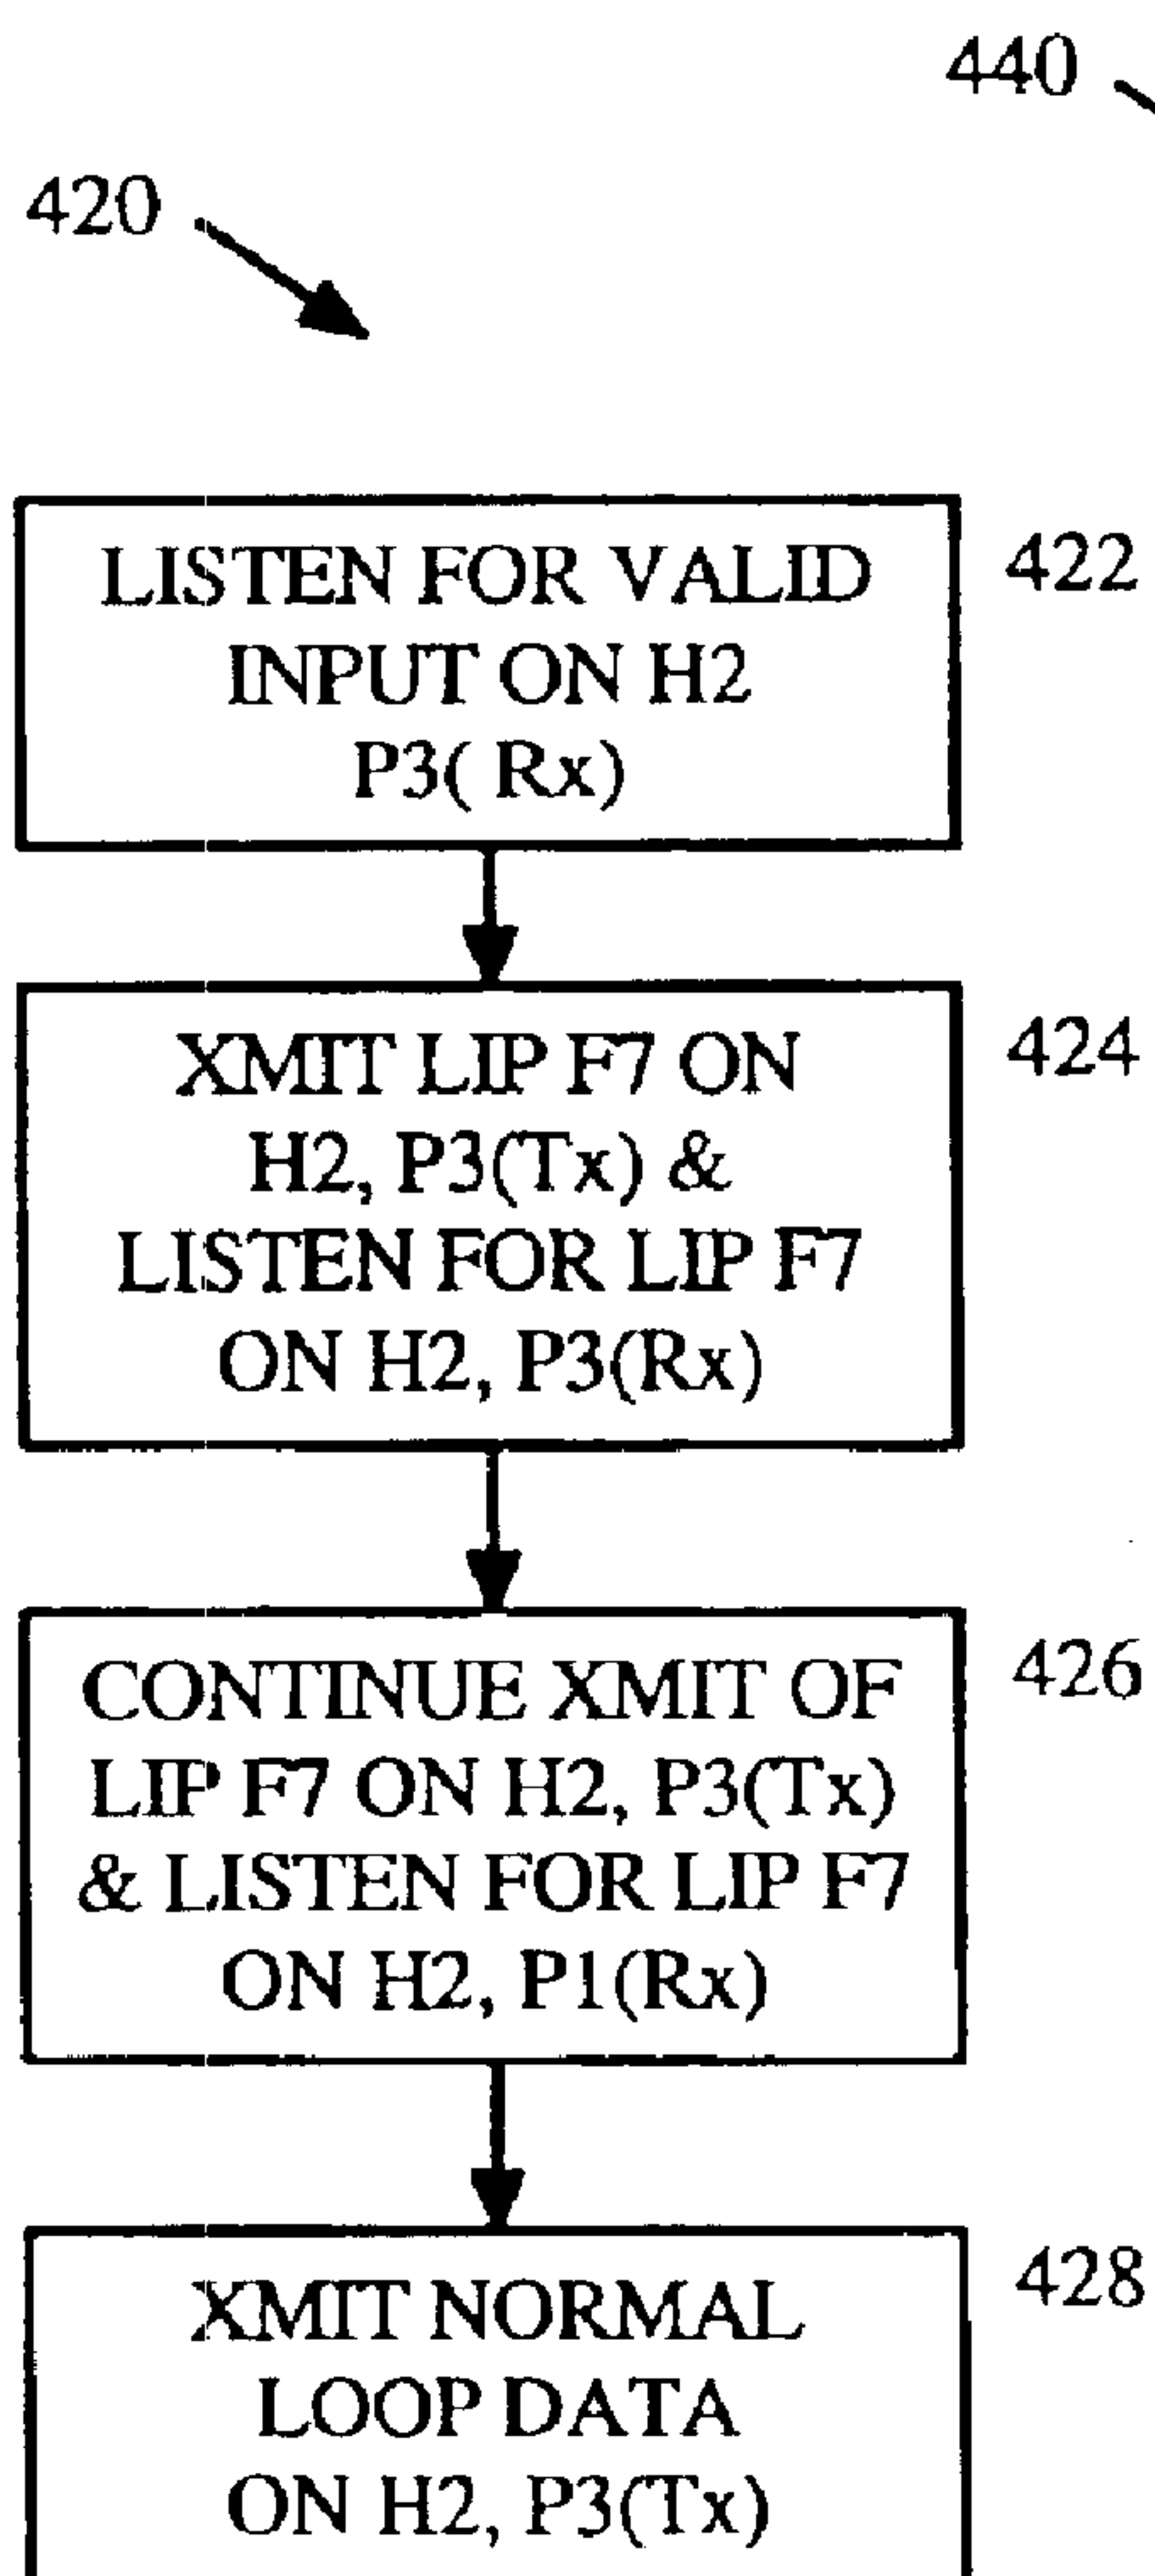 440
420
LISTEN FOR VALID
INPUT ON H2
P3( Rx)
422
XMIT LIP F7 ON
H2, P3(Tx) &
LISTEN FOR LIP F7
ON H2, P3(Rx)
424
CONTINUE XMIT OF
LIP F7 ON H2, P3(Tx)
& LISTEN FOR LIP F7
ON H2, P1(Rx)
426
XMIT NORMAL
LOOP DATA
ON H2, P3(Tx)
428